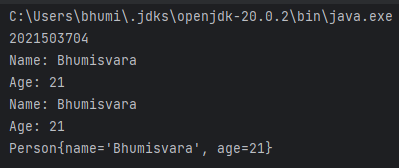 C:\Users\bhumi\.jdks\openjdk-20.0.2\bin\java.exe
2021503704
Name: Bhumisvara
Age: 21
Name: Bhumisvara
Age: 21
Person{name='Bhumisvara', age=21}